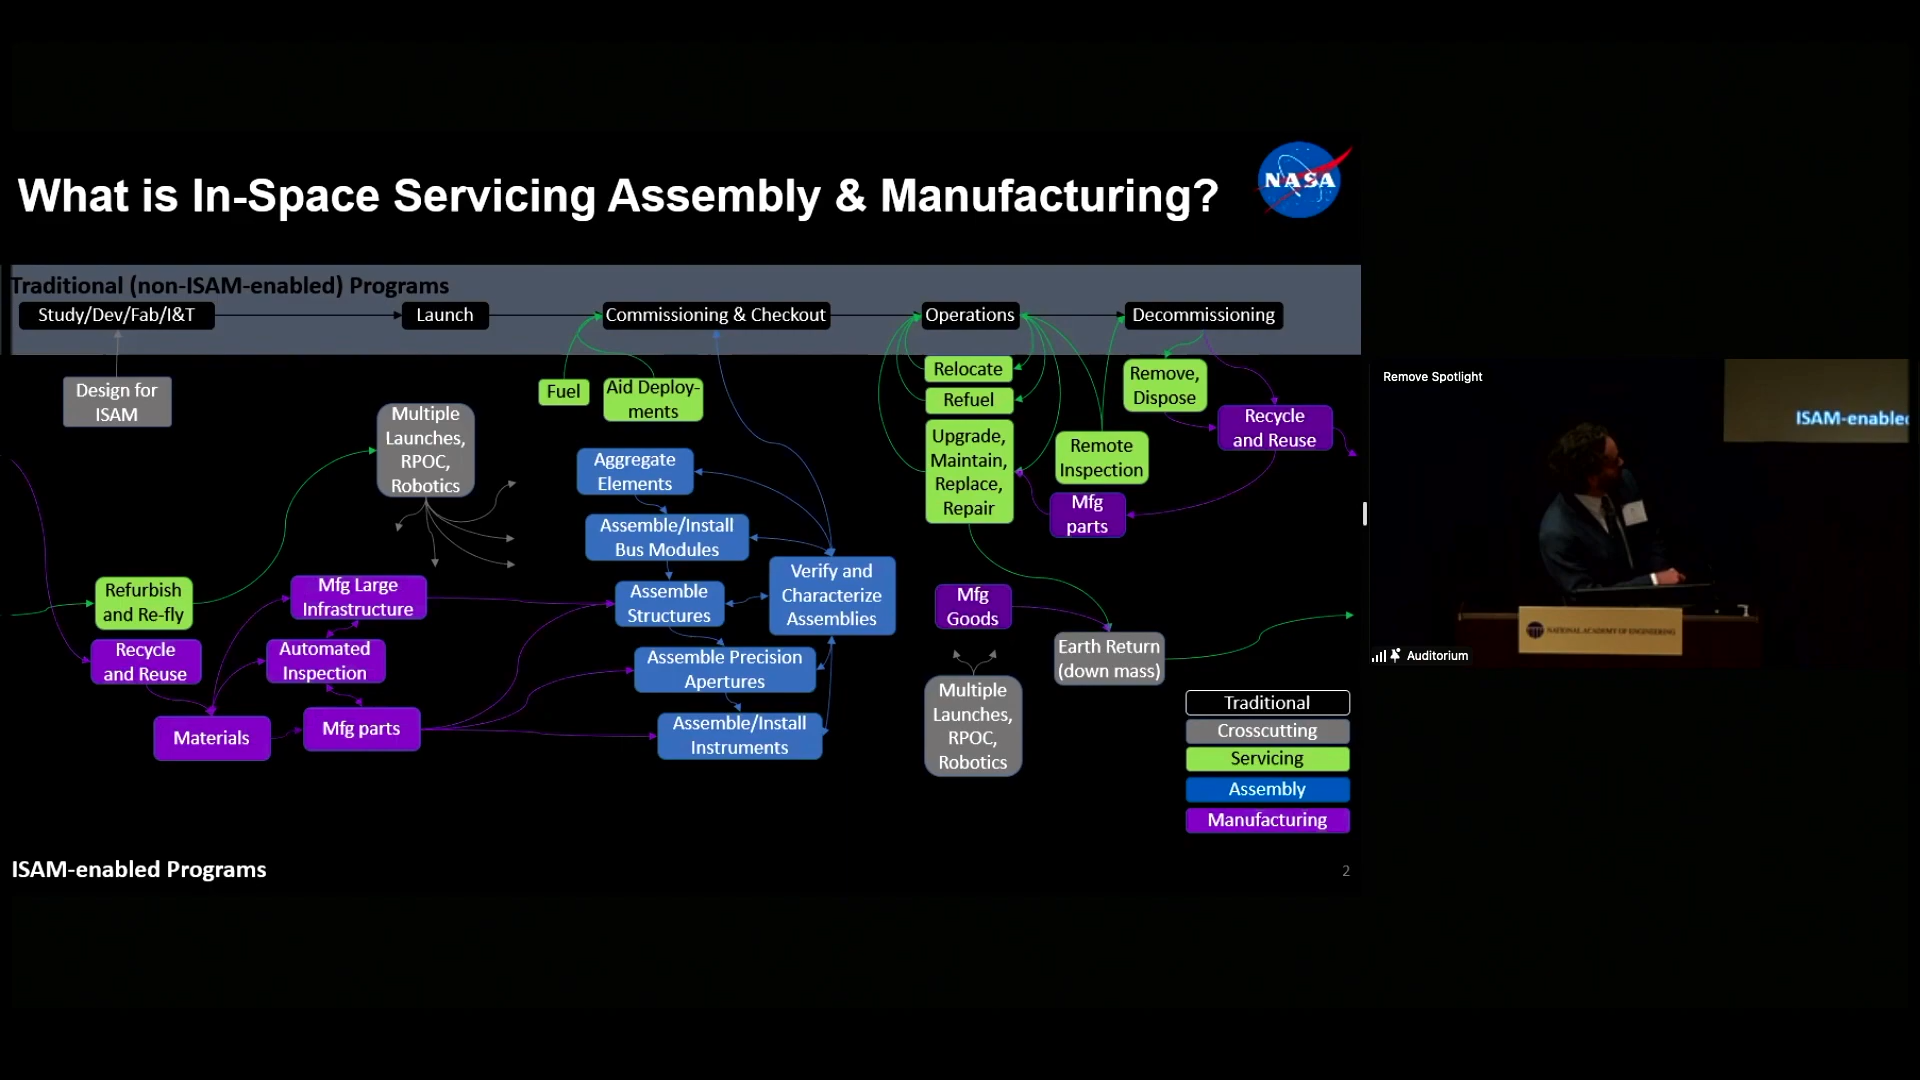 What is In-Space Servicing Assembly & Manufacturing?
NASA
Traditional (non-ISAM-enabled) Programs
Study/Dev/Fab/I&T
Launch
Commissioning & Checkout
Operations
Decommissioning
Design for
ISAM
Multiple
Launches,
RPOC,
Robotics
Fuel
Aid Deploy-
ments
Relocate
Refuel
Upgrade,
Maintain,
Replace,
Repair
Remote
Inspection
Mfg
parts
Remove,
Dispose
Recycle
and Reuse
Aggregate
Elements
Assemble/Install
Bus Modules
Assemble
Structures
Verify and
Characterize
Assemblies
Assemble Precision
Apertures
Assemble/Install
Instruments
Refurbish
and Re-fly
Recycle
and Reuse
Materials
Mfg Large
Infrastructure
Automated
Inspection
Mfg parts
Mfg
Goods
Earth Return
(down mass)
Multiple
Launches,
RPOC,
Robotics
Traditional
Crosscutting
Servicing
Assembly
Manufacturing
ISAM-enabled Programs
2
Remove Spotlight
ISAM-enabled
NATIONAL ACADEMY OF ENGINEERING
Auditorium